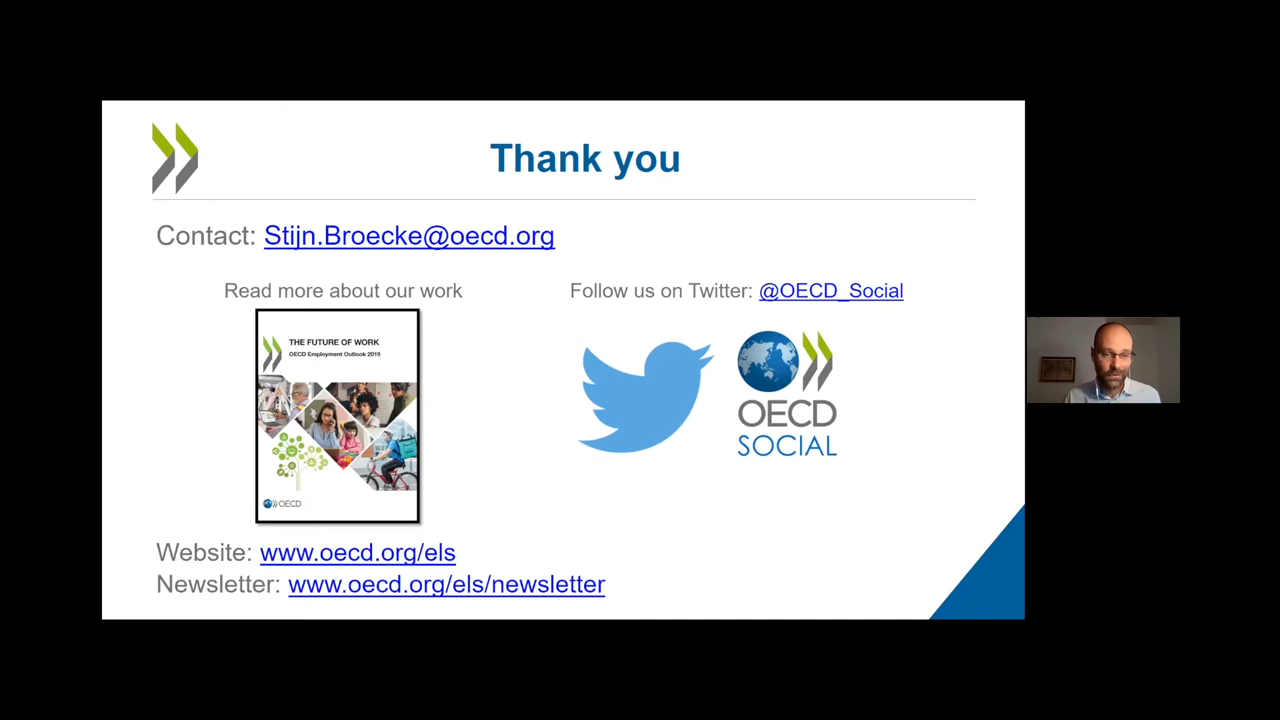 Thank you
Contact: Stijn.Broecke@oecd.org
Read more about our work
Follow us on Twitter: @OECD_Social
THE FUTURE OF WORK
OECD Employment Outlook 2019
OECD
OECD
SOCIAL
Website: www.oecd.org/els
Newsletter: www.oecd.org/els/newsletter